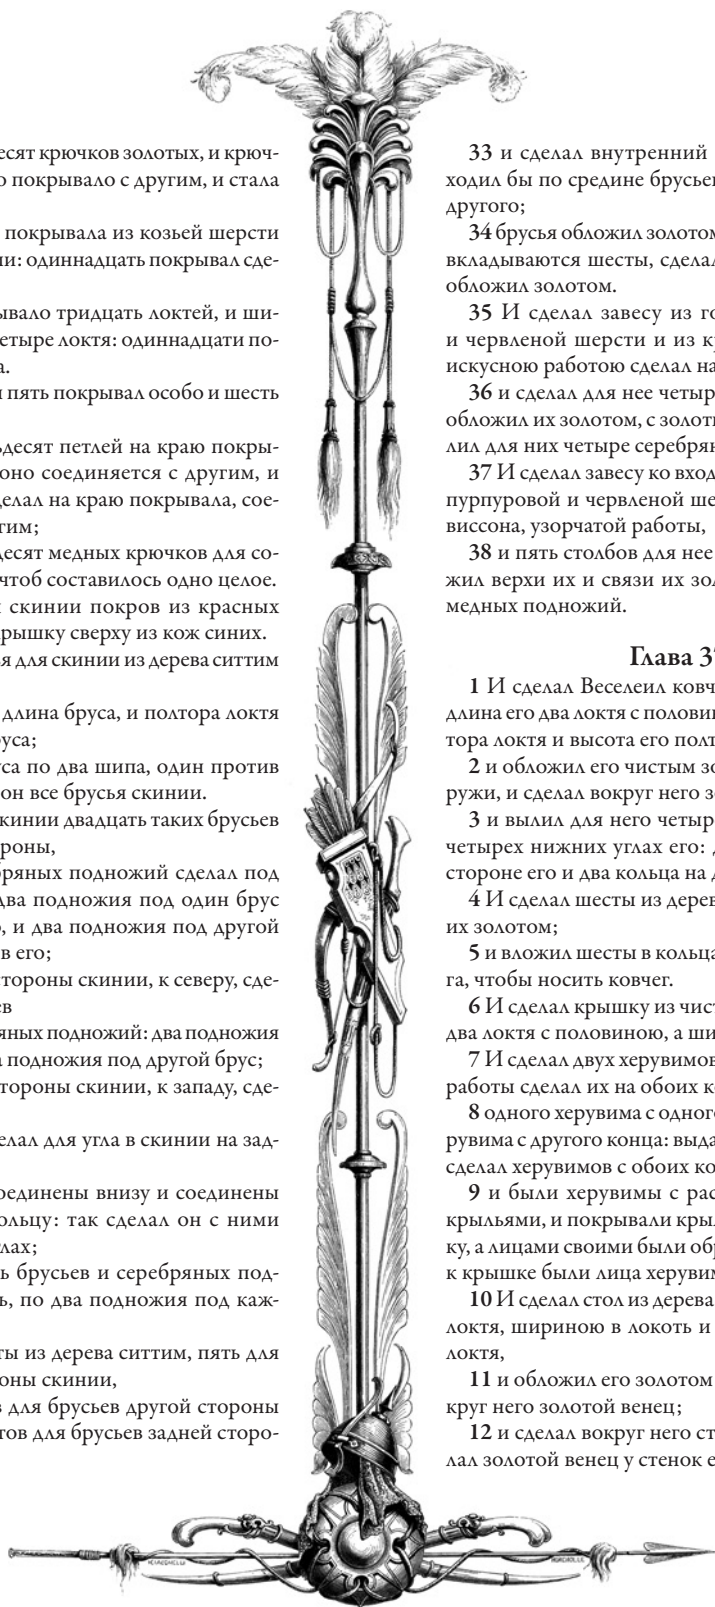 есят крючков золотых, и крюч-
о покрывало с другим, и стала
покрывала из козьей шерсти
ии: одиннадцать покрывал сде-
ывало тридцать локтей, и ши-
етыре локтя: одиннадцати по-
а.
и пять покрывал особо и шесть
ьдесят петлей на краю покры-
оно соединяется с другим, и
делал на краю покрывала, сое-
гим;
десят медных крючков для со-
чтоб составилось одно целое.
и скинии покров из красных
крышку сверху из кож синих.
я для скинии из дерева ситтим
длина бруса, и полтора локтя
руса;
уса по два шипа, один против
он все брусья скинии.
скинии двадцать таких брусьев
роны,
бряных подножий сделал под
два подножия под один брус
о, и два подножия под другой
в его;
стороны скинии, к северу, сде-
ев
ряных подножий: два подножия
а подножия под другой брус;
стороны скинии, к западу, сде-
елал для угла в скинии на зад-
оединены внизу и соединены
ольцу: так сделал он с ними
лах;
ь брусьев и серебряных под-
ь, по два подножия под каж-
ты из дерева ситтим, пять для
оны скинии,
в для брусьев другой стороны
тов для брусьев задней сторо-
33 и сделал внутренний
ходил бы по средине брусье
другого;
34 брусья обложил золотом
вкладываются шесты, сделал
обложил золотом.
35 И сделал завесу из го
и червленой шерсти и из к
искусною работою сделал на
36 и сделал для нее четыр
обложил их золотом, с золоты
лил для них четыре серебрян
37 И сделал завесу ко вход
пурпуровой и червленой ше
виссона, узорчатой работы,
38 и пять столбов для нее
жил верхи их и связи их зол
медных подножий.
Глава 37
1 И сделал Веселеил ковч
длина его два локтя с полови
тора локтя и высота его полт
2 и обложил его чистым зо
ружи, и сделал вокруг него з
3 и вылил для него четыр
четырех нижних углах его: д
стороне его и два кольца на д
4 И сделал шесты из дерев
их золотом;
5 и вложил шесты в кольца
га, чтобы носить ковчег.
6 И сделал крышку из чист
два локтя с половиною, а ши
7 И сделал двух херувимов
работы сделал их на обоих к
8 одного херувима с одного
рувима с другого конца: выда
сделал херувимов с обоих ко
9 и были херувимы с рас
крыльями, и покрывали крыл
ку, а лицами своими были об
к крышке были лица херуви
10 И сделал стол из дерева
локтя, шириною в локоть и
локтя,
11 и обложил его золотом
круг него золотой венец;
12 и сделал вокруг него ст
лал золотой венец у стенок е